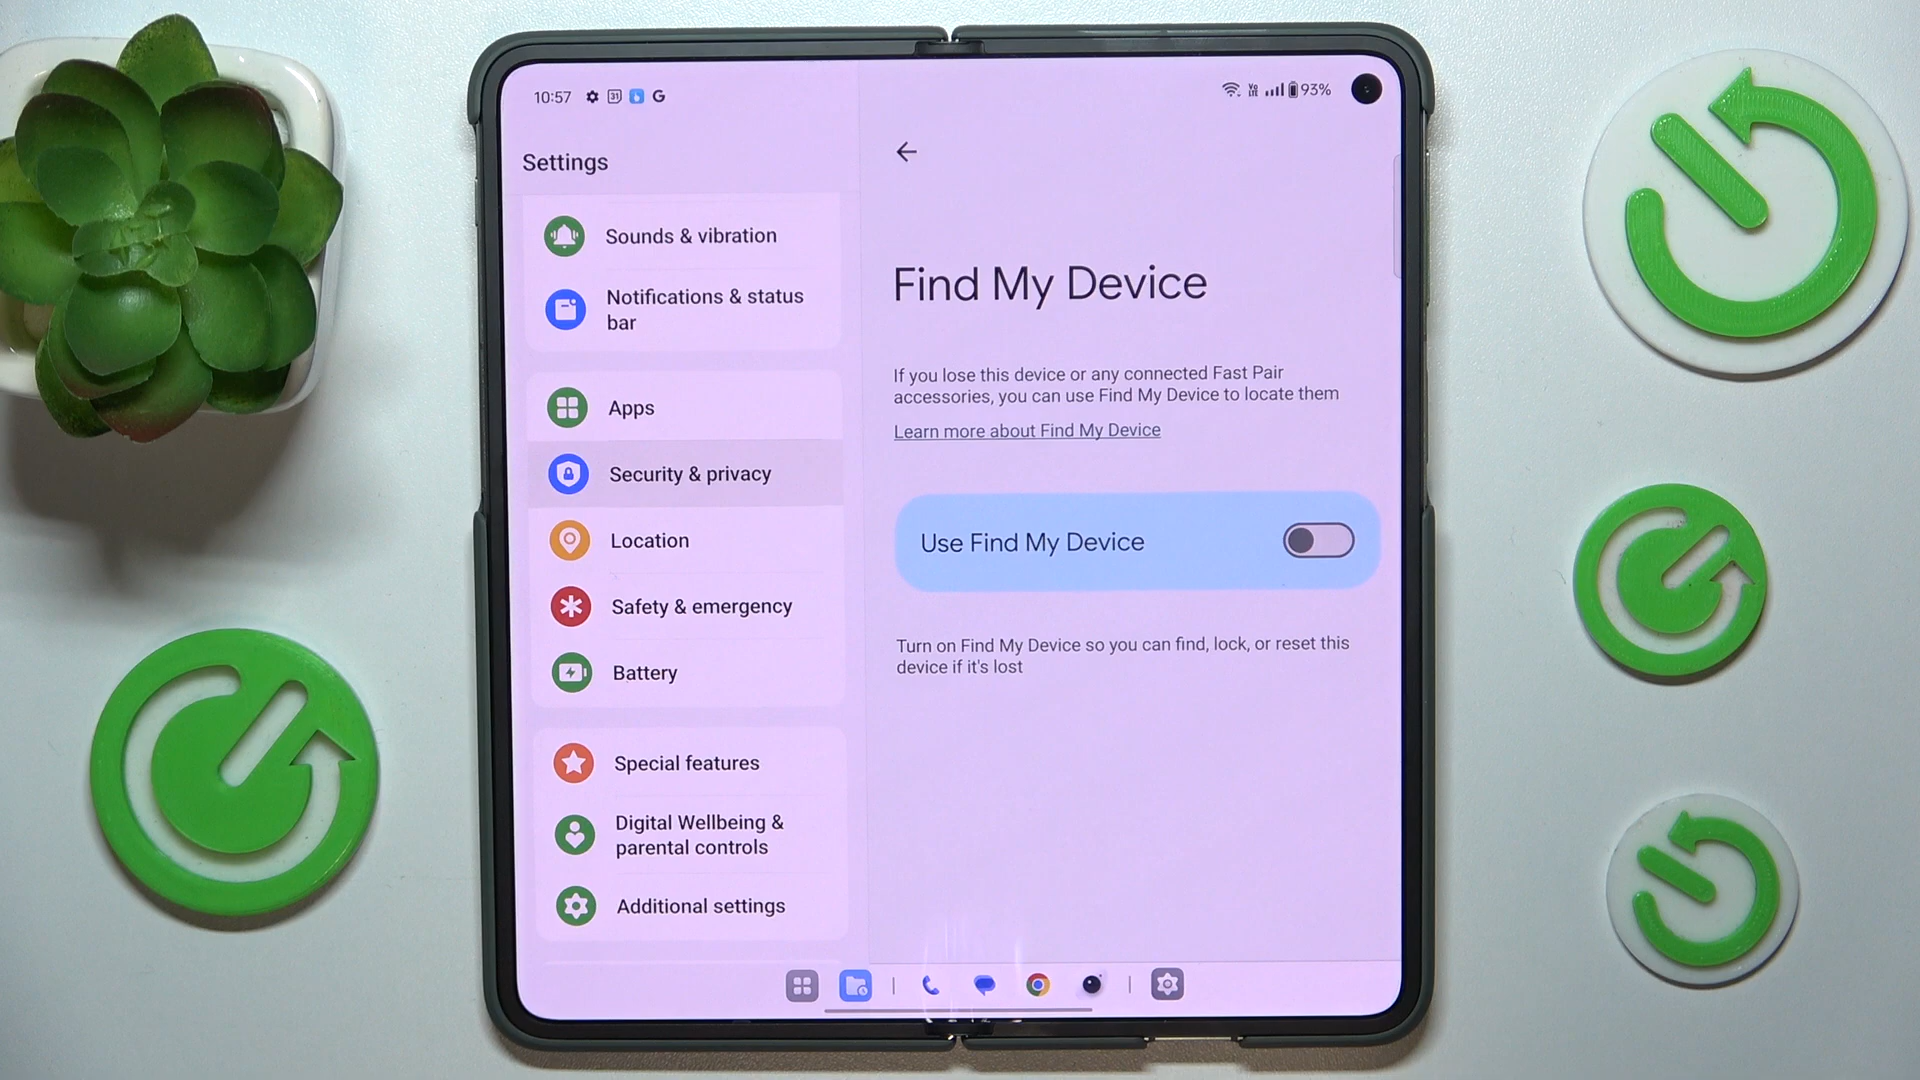 10:57
31
G
Vo
LTE
93%
Settings
Sounds & vibration
Notifications & status
bar
Apps
Security & privacy
Location
Safety & emergency
Battery
Special features
Digital Wellbeing &
parental controls
Additional settings
Find My Device
If you lose this device or any connected Fast Pair
accessories, you can use Find My Device to locate them
Learn more about Find My Device
Use Find My Device
Turn on Find My Device so you can find, lock, or reset this
device if it's lost